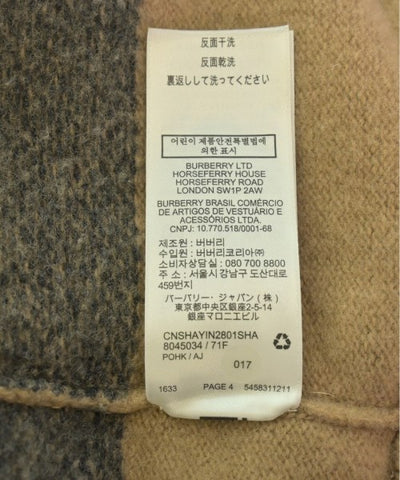 反面干洗
反面乾洗
裏返しして洗ってください
어린이 제품안전특별법에
의한 표시
BURBERRY LTD
HORSEFERRY HOUSE
HORSEFERRY ROAD
LONDON SW1P 2AW
BURBERRY BRASIL COMÉRCIO
DE ARTIGOS DE VESTUÁRIO E
ACESSÓRIOS LTDA.
CNPJ: 10.770.518/0001-68
제조원 : 버버리
수입원 : 버버리코리아㈜
소비자상담실 : 080 700 8800
주 소 : 서울시강남구 도산대로
459번지
バーバリー・ジャパン(株)
東京都中央区銀座2-5-14
銀座マロニエビル
CNSHAYIN2801SHA
8045034 / 71F
POHK / AJ
017
1633 PAGE 4 5458311211